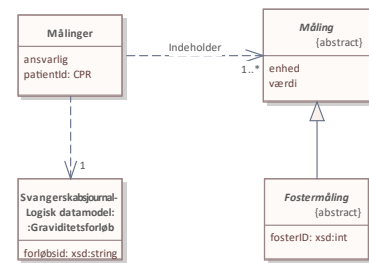 Målinger
ansvarlig
patientId: CPR
Indeholder
1..*
Måling
{abstract}
enhed
værdi
1
Svangerskabsjournal-
Logisk datamodel:
:Graviditetsforløb
forløbsid: xsd:string
Fostermåling
{abstract}
fosterID: xsd:int